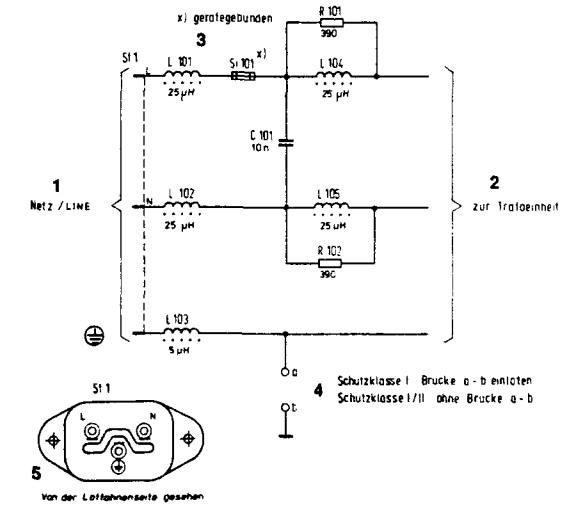 x) gerätegebunden
3
R 101
390
St 1
L
L 101
25 µH
Si 101
x)
L 104
25 µH
C 101
10n
1
Netz / LINE
N
L 102
25 µH
L 105
25 µH
R 102
390
2
zur Trafoeinheit
L 103
5 µH
a
b
4
Schutzklasse I Brücke a-b einlöten
Schutzklasse I/II ohne Brücke a-b
St 1
L
N
5
Von der Lötfahnenseite gesehen